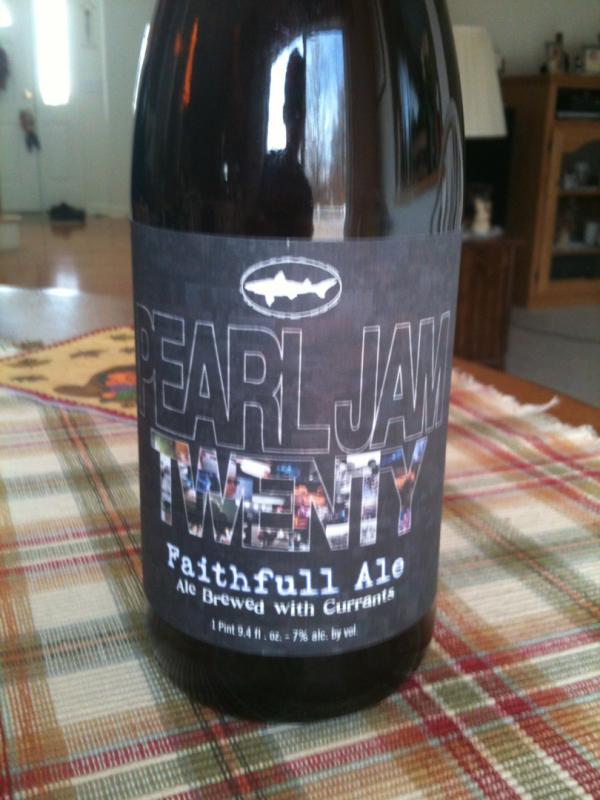 PEARL JAM
TWENTY
Faithfull Ale
Ale Brewed with Currants
1 Pint 9.4 fl. oz. - 7% alc. by vol.